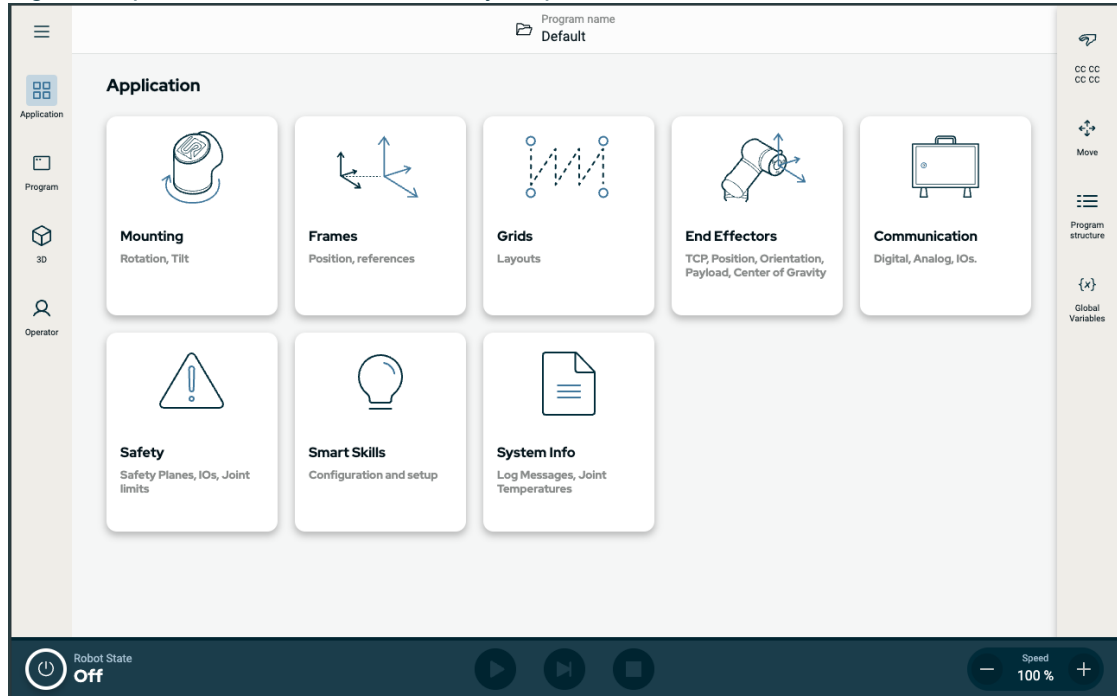 Program name
Default
Application
Application
Program
3D
Operator
Mounting
Rotation, Tilt
Frames
Position, references
Grids
Layouts
End Effectors
TCP, Position, Orientation,
Payload, Center of Gravity
Communication
Digital, Analog, IOs.
Safety
Safety Planes, IOs, Joint
limits
Smart Skills
Configuration and setup
System Info
Log Messages, Joint
Temperatures
CC CC
CC CC
Move
Program
structure
{x}
Global
Variables
Robot State
Off
Speed
100 %